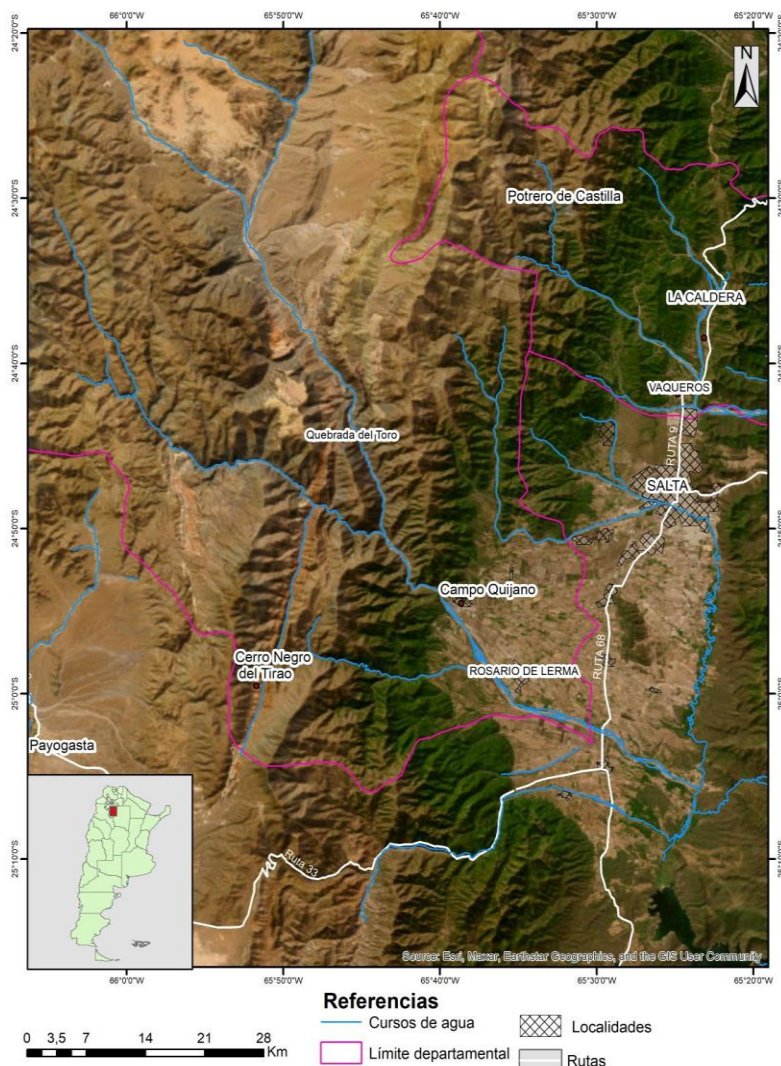 66°0'0"O 65°50'0"O 65°40'0"O 65°30'0"O 65°20'0"O
24°20'0"S
24°30'0"S
24°40'0"S
25°0'0"S
N
Potrero de Castilla
LA CALDERA
VAQUEROS
RUTA 9
Quebrada del Toro
SALTA
Campo Quijano
RUTA 68
ROSARIO DE LERMA
Cerro Negro
del Tirao
Payogasta
Ruta 33
25°10'0"S
Source: Esri, Maxar, Earthstar Geographics, and the GIS User Community
66°0'0"O 65°50'0"O 65°40'0"O 65°30'0"O 65°20'0"O
Referencias
Cursos de agua
Localidades
Límite departamental
Rutas
0 3,5 7 14 21 28
Km